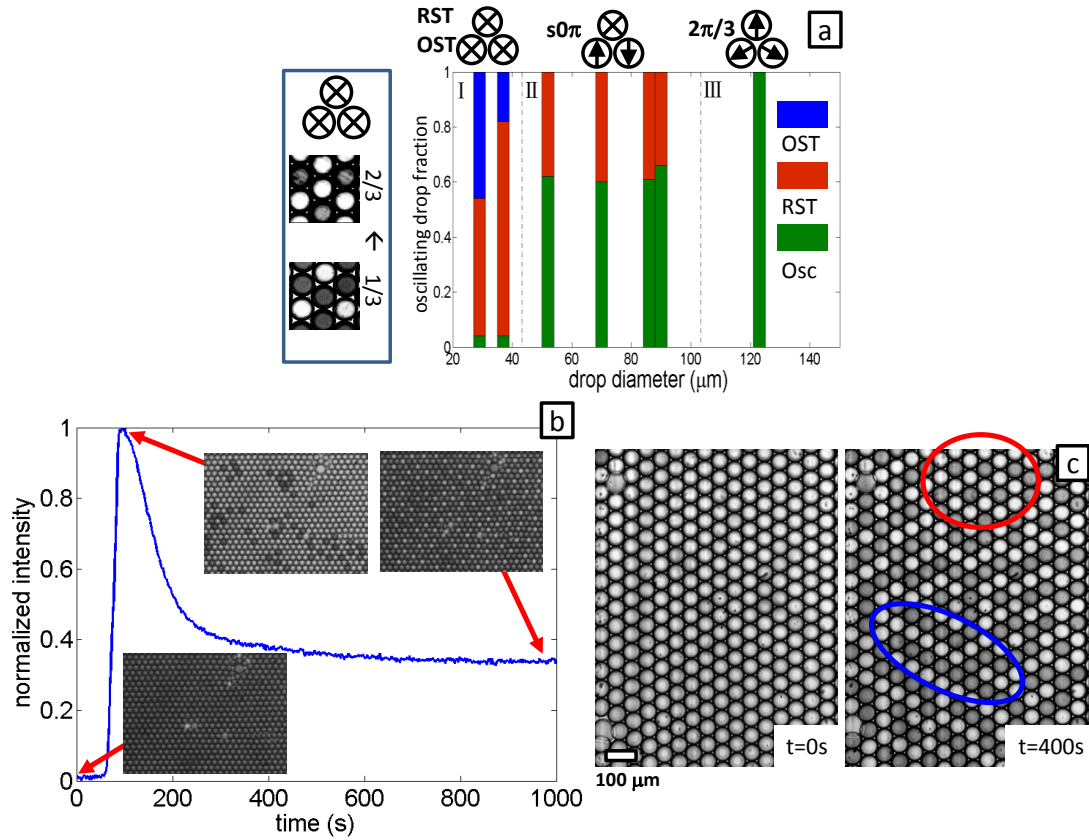 RST
OST
s0π
2π/3
a
I
II
III
1
0.8
0.6
0.4
0.2
0
oscillating drop fraction
20
40
60
80
100
120
140
drop diameter (μm)
OST
RST
Osc
2/3
←
1/3
b
1
0.8
0.6
0.4
0.2
0
normalized intensity
0
200
400
600
800
1000
time (s)
c
t=0s
t=400s
100 μm